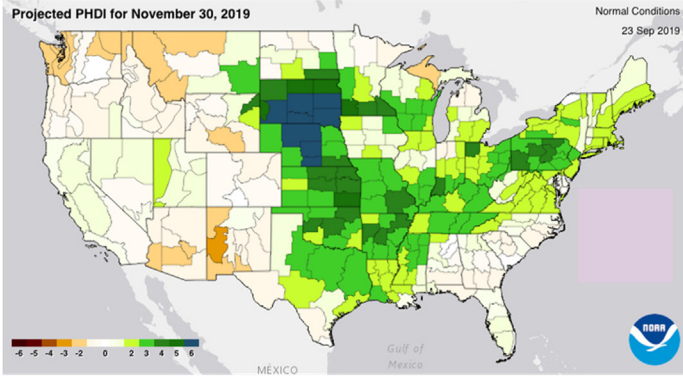 Projected PHDI for November 30, 2019
Normal Conditions
23 Sep 2019
-6 -5 -4 -3 -2 0 2 3 4 5 6
MÉXICO
Gulf of
Mexico
NOAA